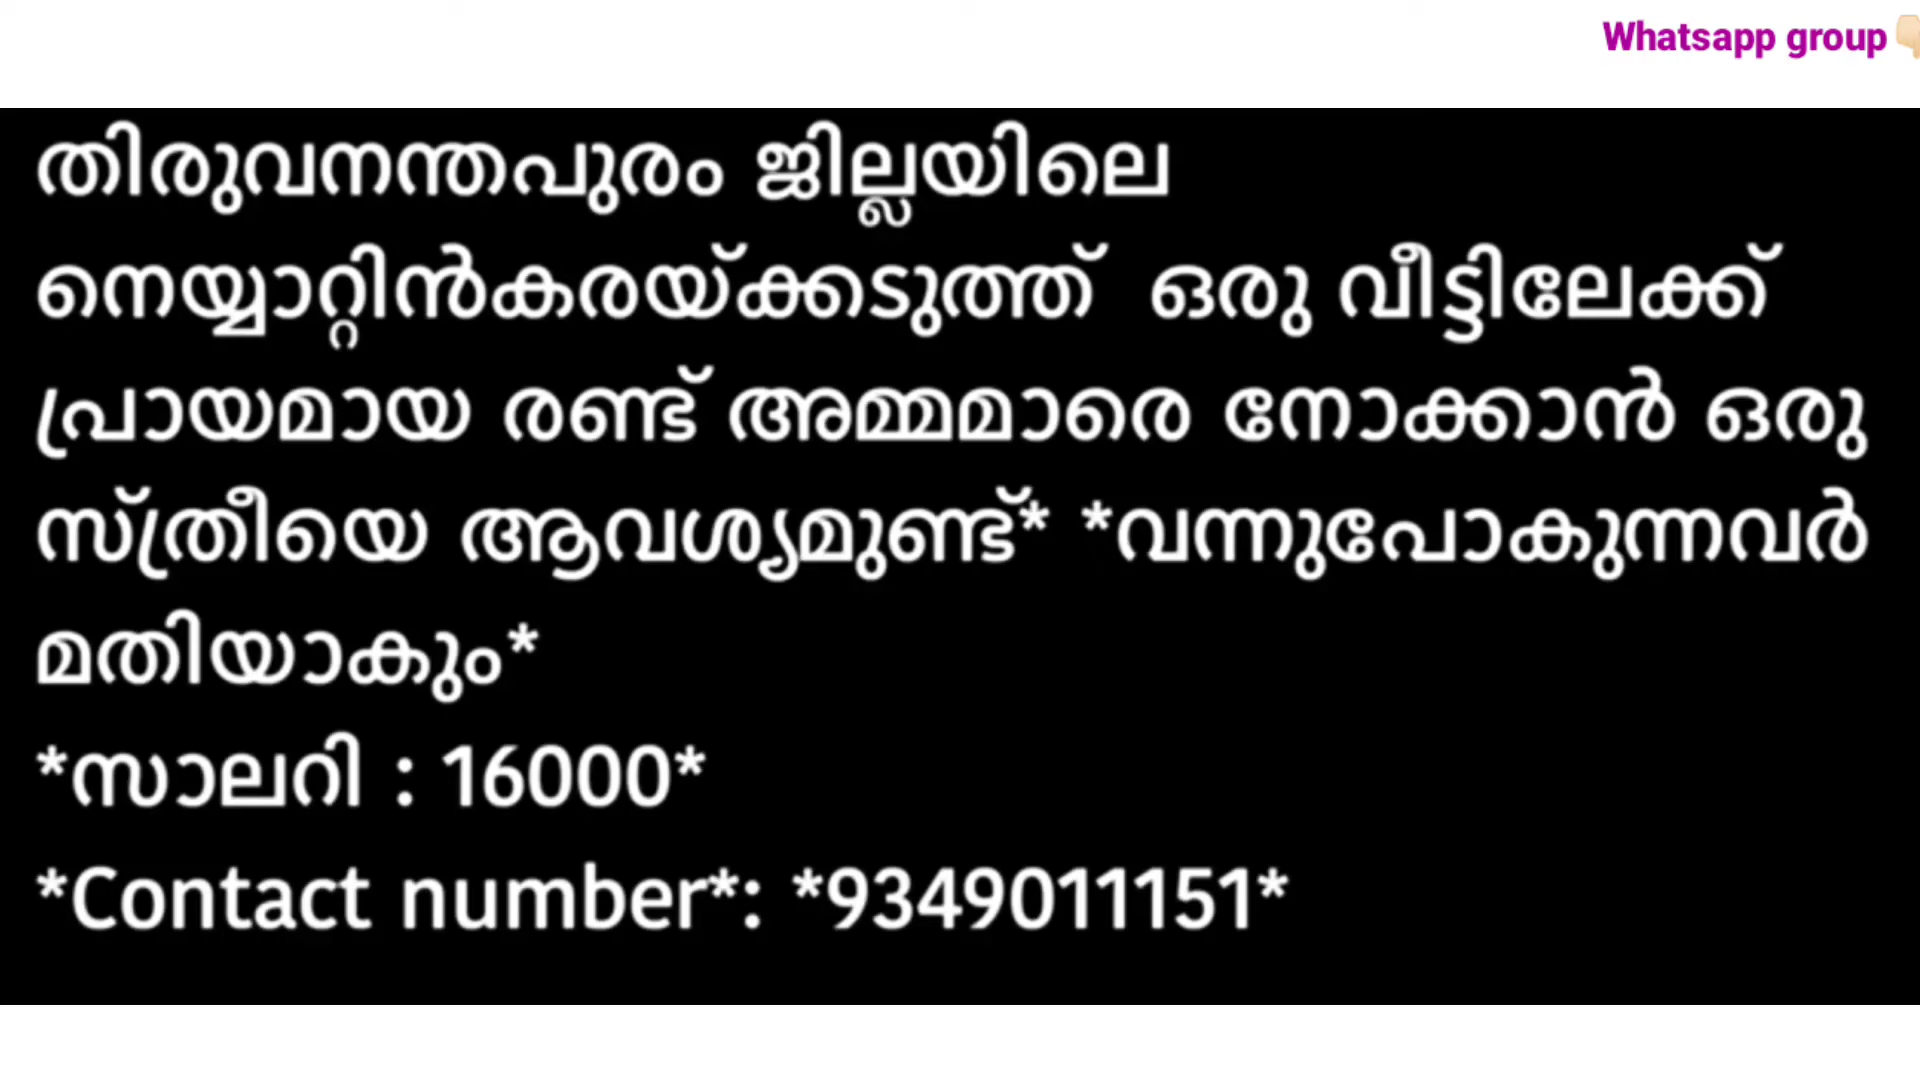 Whatsapp group👇🏻
തിരുവനന്തപുരം ജില്ലയിലെ
നെയ്യാറ്റിൻകരയ്ക്കടുത്ത്  ഒരു വീട്ടിലേക്ക്
പ്രായമായ രണ്ട് അമ്മമാരെ നോക്കാൻ ഒരു
സ്ത്രീയെ ആവശ്യമുണ്ട്* *വന്നുപോകുന്നവർ
മതിയാകും*
*സാലറി : 16000*
*Contact number*: *9349011151*